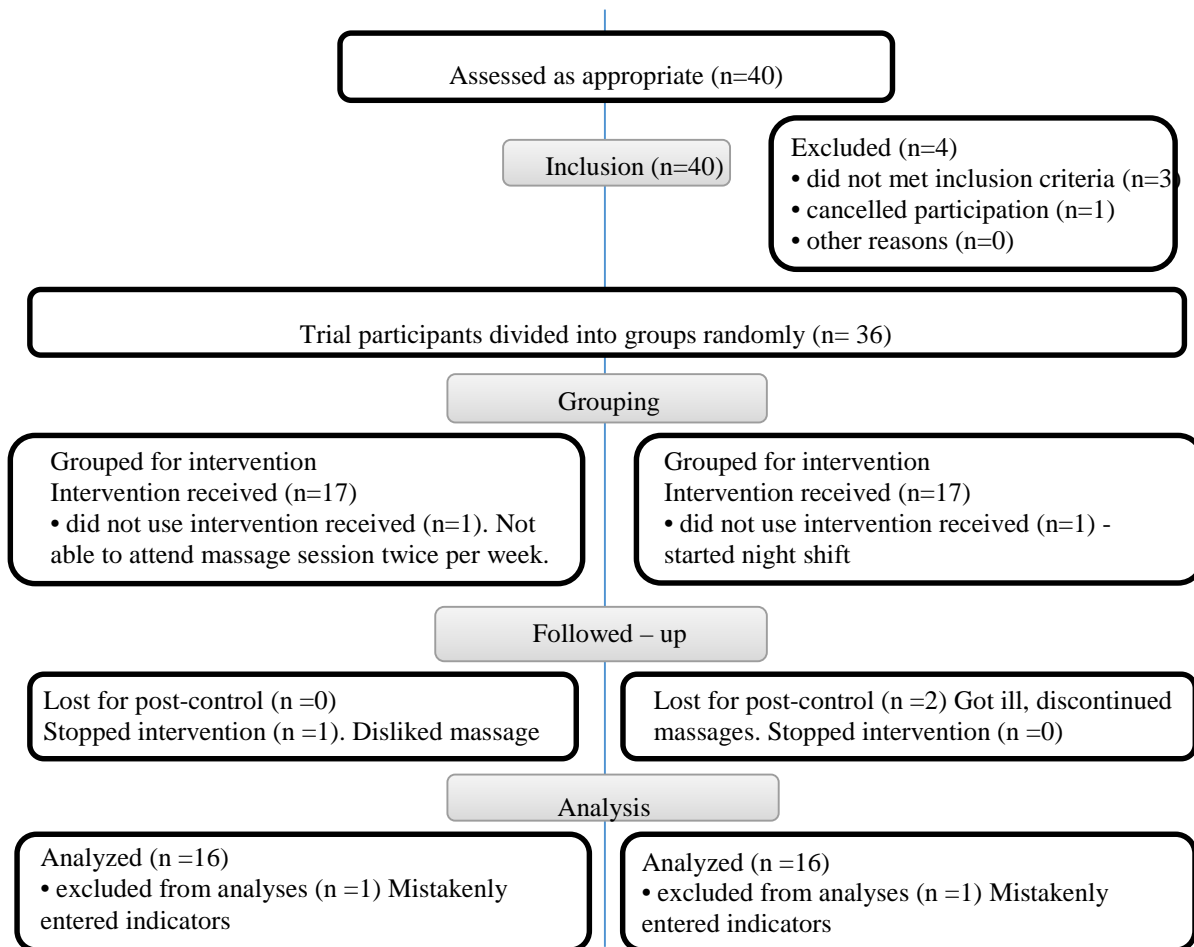 Assessed as appropriate (n=40)
Inclusion (n=40)
Excluded (n=4)
• did not met inclusion criteria (n=3)
• cancelled participation (n=1)
• other reasons (n=0)
Trial participants divided into groups randomly (n= 36)
Grouping
Grouped for intervention
Intervention received (n=17)
• did not use intervention received (n=1). Not
able to attend massage session twice per week.
Grouped for intervention
Intervention received (n=17)
• did not use intervention received (n=1) -
started night shift
Followed – up
Lost for post-control (n =0)
Stopped intervention (n =1). Disliked massage
Lost for post-control (n =2) Got ill, discontinued
massages. Stopped intervention (n =0)
Analysis
Analyzed (n =16)
• excluded from analyses (n =1) Mistakenly
entered indicators
Analyzed (n =16)
• excluded from analyses (n =1) Mistakenly
entered indicators